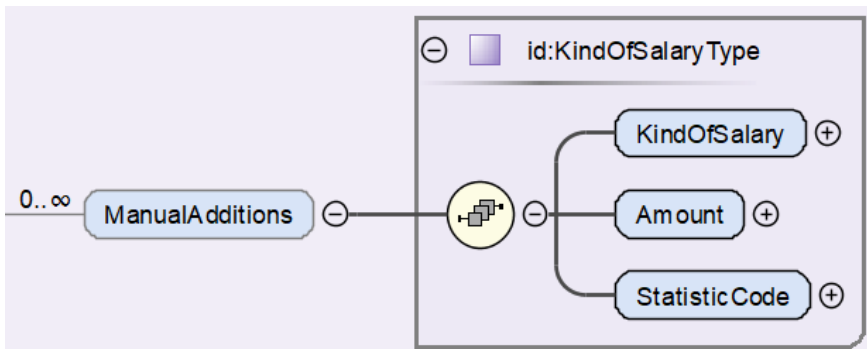 id:KindOfSalaryType
KindOfSalary
0..∞
ManualAdditions
Amount
StatisticCode